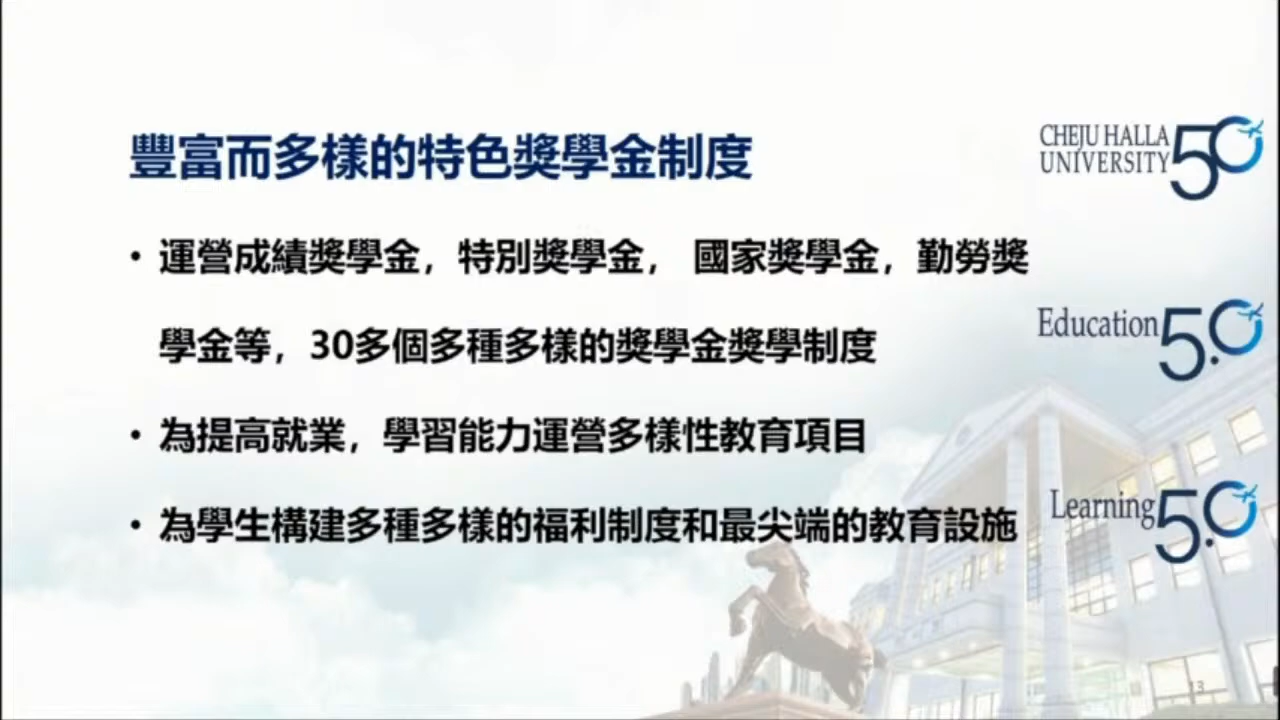 豐富而多樣的特色獎學金制度
• 運營成績獎學金，特別獎學金， 國家獎學金，勤勞獎
學金等，30多個多種多樣的獎學金獎學制度
• 為提高就業，學習能力運營多樣性教育項目
• 為學生構建多種多樣的福利制度和最尖端的教育設施
CHEJU HALLA
UNIVERSITY 50
Education 5.0
Learning 5.0
13